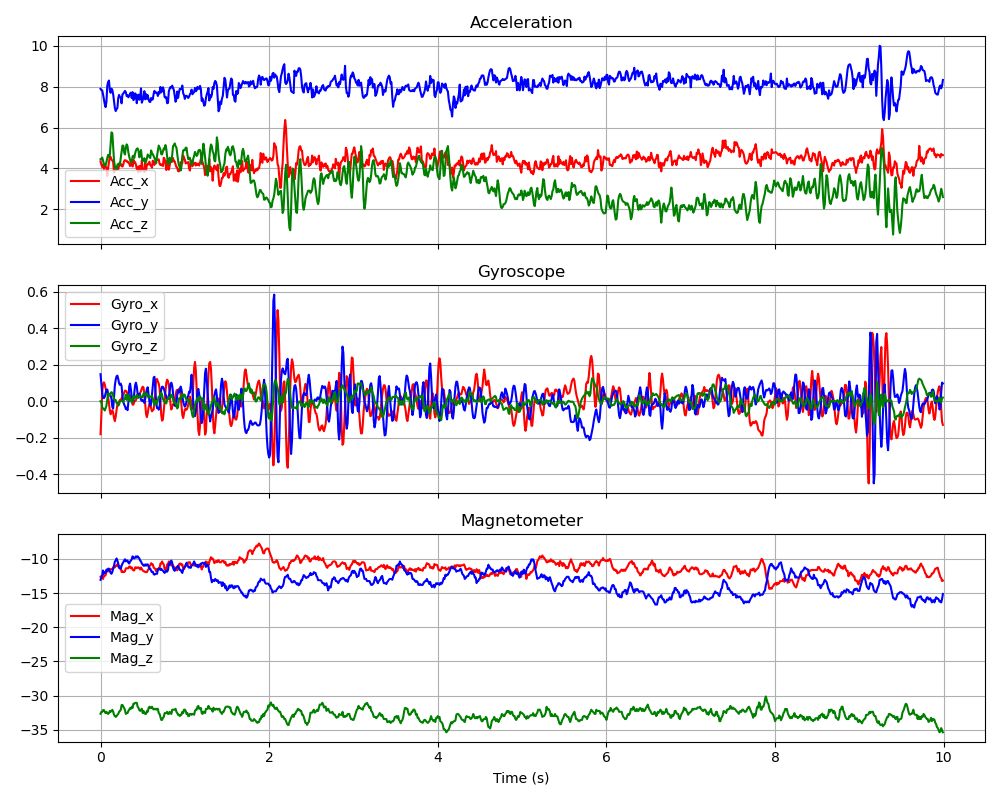 Acceleration
10
8
6
4
2
Acc_x
Acc_y
Acc_z
Gyroscope
0.6
0.4
0.2
0.0
−0.2
−0.4
Gyro_x
Gyro_y
Gyro_z
Magnetometer
−10
−15
−20
−25
−30
−35
Mag_x
Mag_y
Mag_z
0 2 4 6 8 10
Time (s)